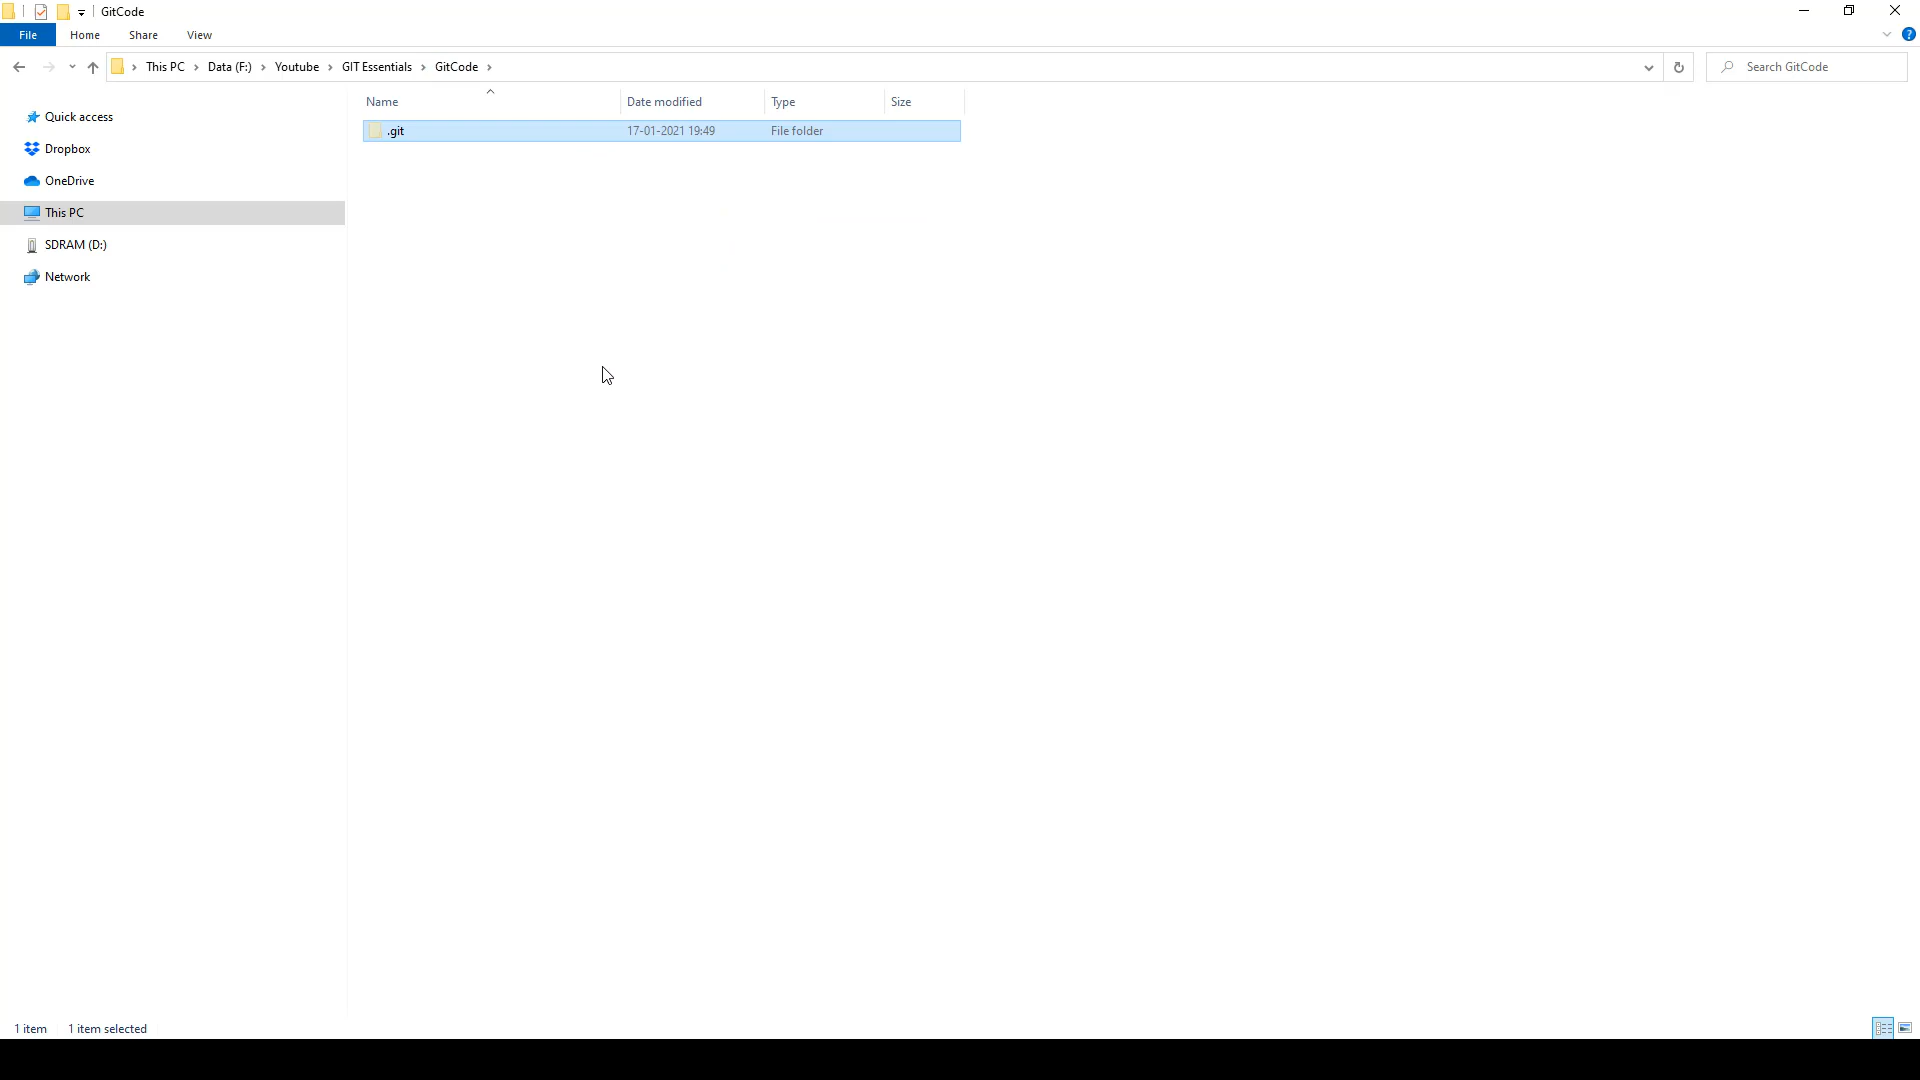 GitCode
File Home Share View
This PC Data (F:) Youtube GIT Essentials GitCode Search GitCode
Name Date modified Type Size
.git 17-01-2021 19:49 File folder
Quick access
Dropbox
OneDrive
This PC
SDRAM (D:)
Network
1 item 1 item selected